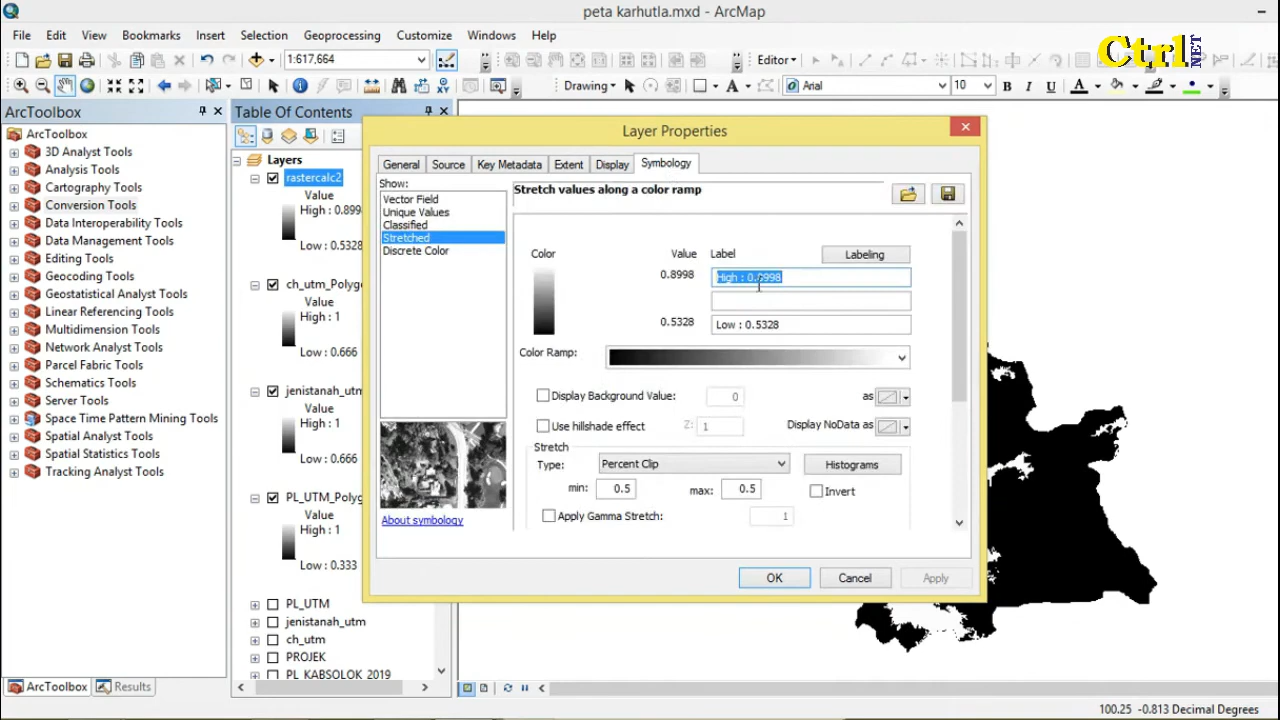 peta karhutla.mxd - ArcMap
File Edit View Bookmarks Insert Selection Geoprocessing Customize Windows Help
1:617,664
Editor
Ctrl.NET
Drawing
Arial
10
B I U A
ArcToolbox
ArcToolbox
3D Analyst Tools
Analysis Tools
Cartography Tools
Conversion Tools
Data Interoperability Tools
Data Management Tools
Editing Tools
Geocoding Tools
Geostatistical Analyst Tools
Linear Referencing Tools
Multidimension Tools
Network Analyst Tools
Parcel Fabric Tools
Schematics Tools
Server Tools
Space Time Pattern Mining Tools
Spatial Analyst Tools
Spatial Statistics Tools
Tracking Analyst Tools
ArcToolbox Results
Table Of Contents
Layers
rastercalc2
Value
High : 0.899
Low : 0.5328
ch_utm_Polyg
Value
High : 1
Low : 0.666
jenistanah_utm
Value
High : 1
Low : 0.666
PL_UTM_Polyg
Value
High : 1
Low : 0.333
PL_UTM
jenistanah_utm
ch_utm
PROJEK
PL_KABSOLOK_2019
Layer Properties
General Source Key Metadata Extent Display Symbology
Show:
Vector Field
Unique Values
Classified
Stretched
Discrete Color
About symbology
Stretch values along a color ramp
Color Value Label Labeling
0.8998 High : 0.8998
0.5328 Low : 0.5328
Color Ramp:
Display Background Value: 0 as
Use hillshade effect Z: 1 Display NoData as
Stretch
Type: Percent Clip Histograms
min: 0.5 max: 0.5 Invert
Apply Gamma Stretch: 1
OK Cancel Apply
100.25 -0.813 Decimal Degrees